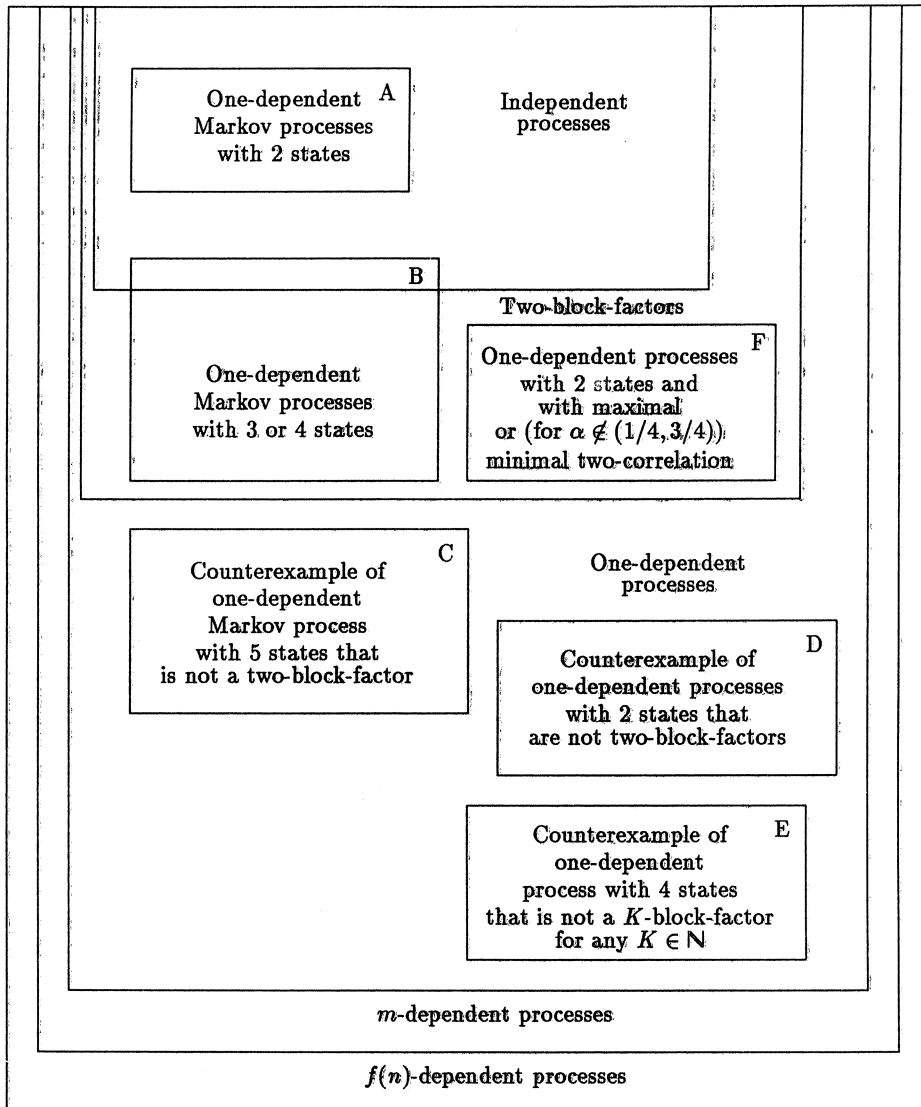 A
One-dependent
Markov processes
with 2 states
Independent
processes
B
One-dependent
Markov processes
with 3 or 4 states
Two-block-factors
F
One-dependent processes
with 2 states and
with maximal
or (for α ∉ (1/4, 3/4))
minimal two-correlation
C
Counterexample of
one-dependent
Markov process
with 5 states that
is not a two-block-factor
One-dependent
processes
D
Counterexample of
one-dependent processes
with 2 states that
are not two-block-factors
E
Counterexample of
one-dependent
process with 4 states
that is not a K-block-factor
for any K ∈ ℕ
m-dependent processes
f(n)-dependent processes